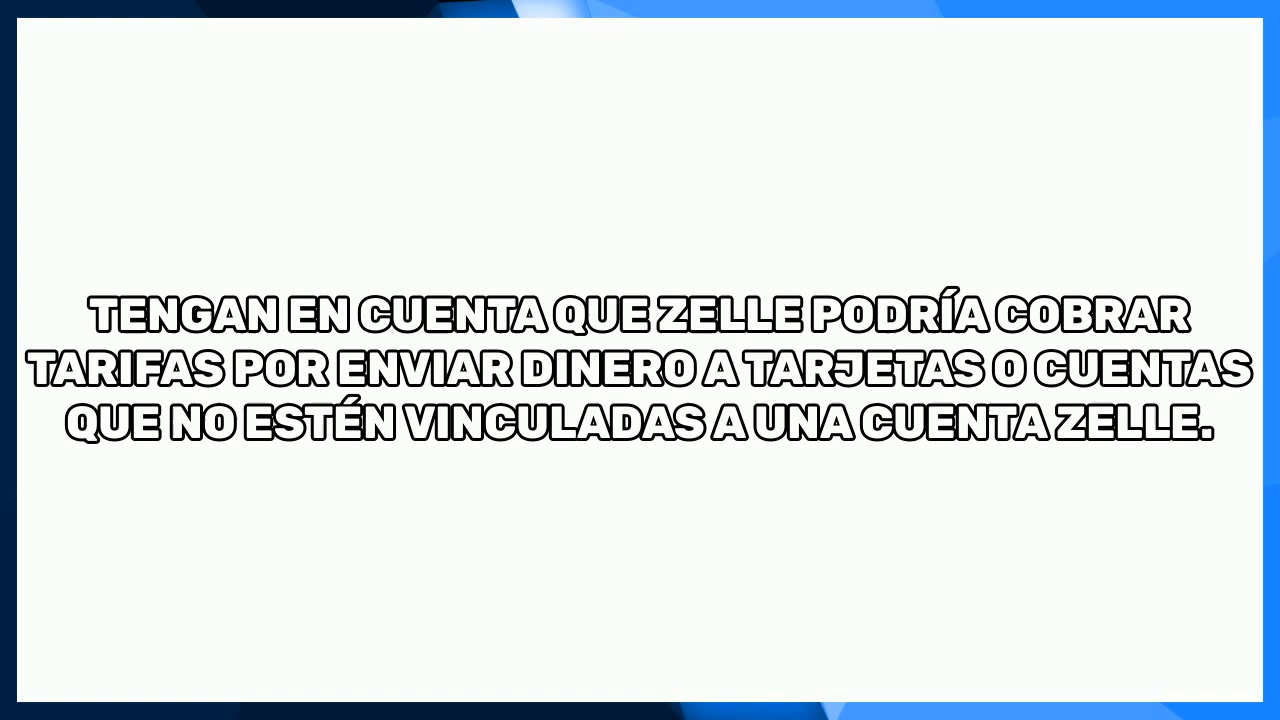 TENGAN EN CUENTA QUE ZELLE PODRÍA COBRAR
TARIFAS POR ENVIAR DINERO A TARJETAS O CUENTAS
QUE NO ESTÉN VINCULADAS A UNA CUENTA ZELLE.